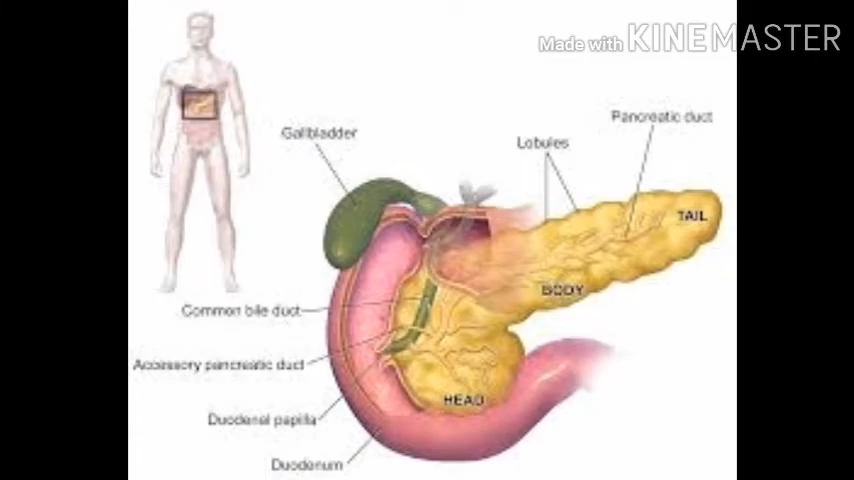 Made with KINEMASTER
Pancreatic duct
Gallbladder
Lobules
TAIL
BODY
Common bile duct
Accessory pancreatic duct
HEAD
Duodenal papilla
Duodenum